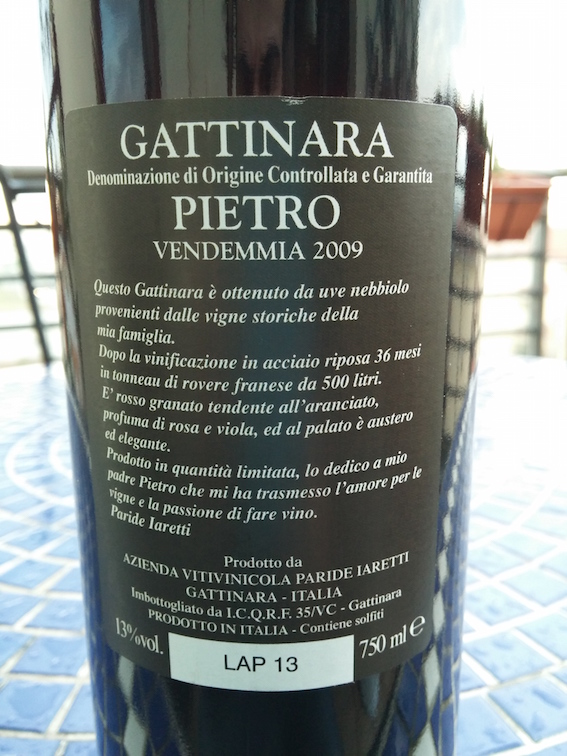 GATTINARA
Denominazione di Origine Controllata e Garantita
PIETRO
VENDEMMIA 2009
Questo Gattinara è ottenuto da uve nebbiolo
provenienti dalle vigne storiche della
mia famiglia.
Dopo la vinificazione in acciaio riposa 36 mesi
in tonneau di rovere franese da 500 litri.
E' rosso granato tendente all'aranciato,
profuma di rosa e viola, ed al palato è austero
ed elegante.
Prodotto in quantità limitata, lo dedico a mio
padre Pietro che mi ha trasmesso l'amore per le
vigne e la passione di fare vino.
Paride Iaretti
Prodotto da
AZIENDA VITIVINICOLA PARIDE IARETTI
GATTINARA - ITALIA
Imbottigliato da I.C.Q.R.F. 35/VC - Gattinara
PRODOTTO IN ITALIA - Contiene solfiti
13%vol. LAP 13 750 ml e